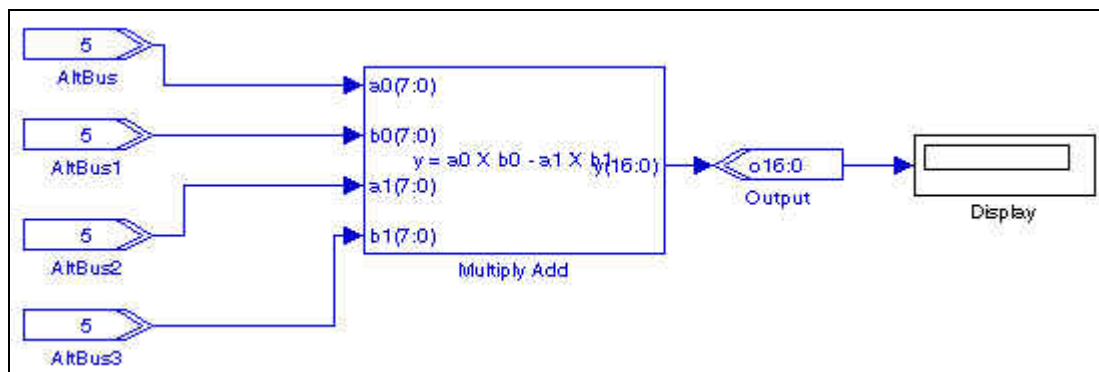 5
AltBus
5
AltBus1
5
AltBus2
5
AltBus3
a0(7:0)
b0(7:0)
y = a0 X b0 - a1 X b1
y(16:0)
a1(7:0)
b1(7:0)
Multiply Add
o16:0
Output
Display